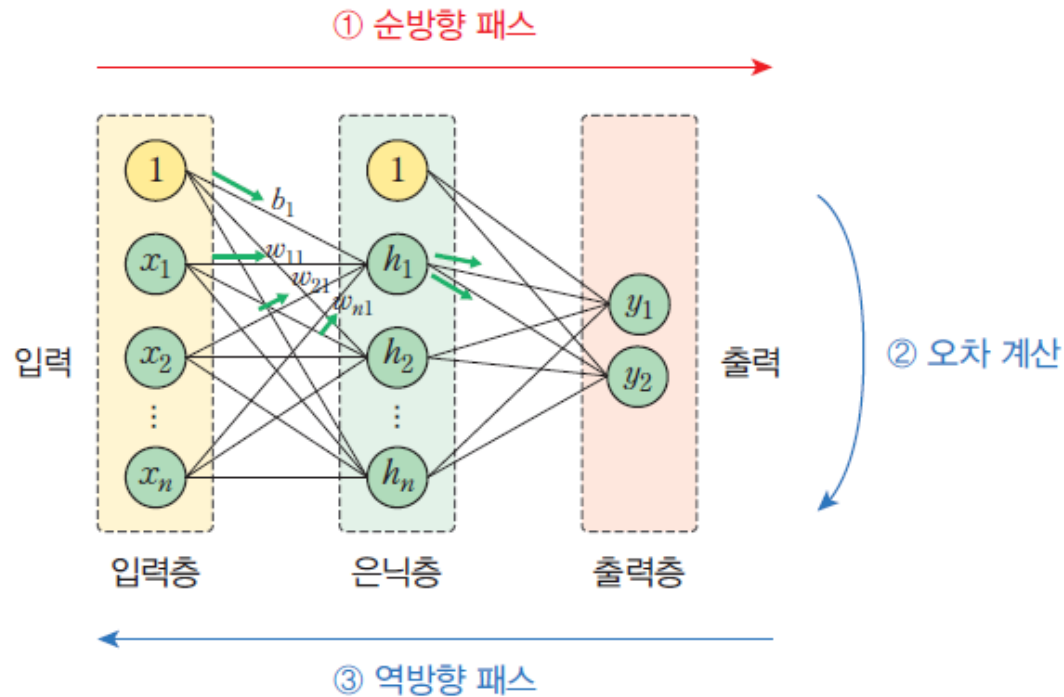 ① 순방향 패스
1
1
b₁
x₁
w₁₁
h₁
w₂₁
wₙ₁
y₁
입력
x₂
h₂
y₂
출력
② 오차 계산
⋮
⋮
xₙ
hₙ
입력층
은닉층
출력층
③ 역방향 패스